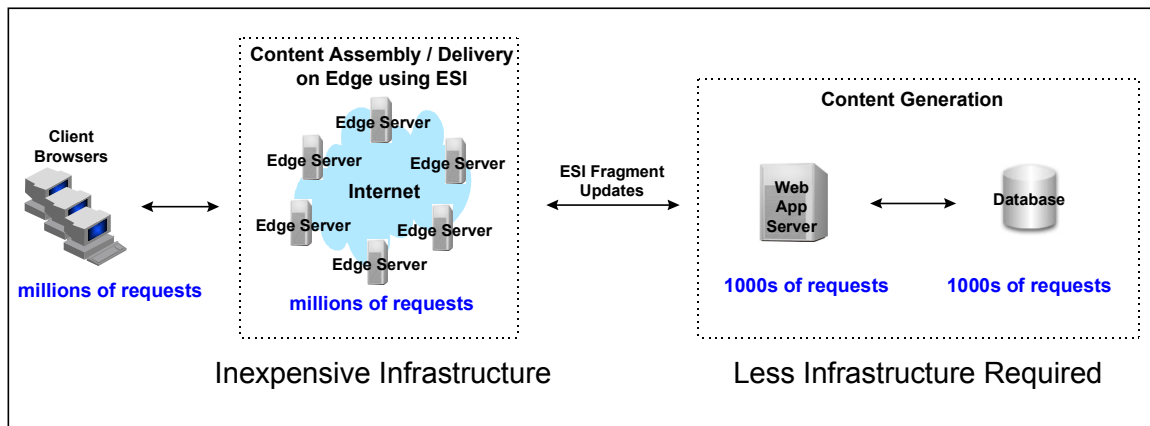 Content Assembly / Delivery
on Edge using ESI
Edge Server
Edge Server
Edge Server
Internet
Edge Server
Edge Server
Edge Server
millions of requests
Client
Browsers
millions of requests
ESI Fragment
Updates
Content Generation
Web
App
Server
Database
1000s of requests
1000s of requests
Inexpensive Infrastructure
Less Infrastructure Required